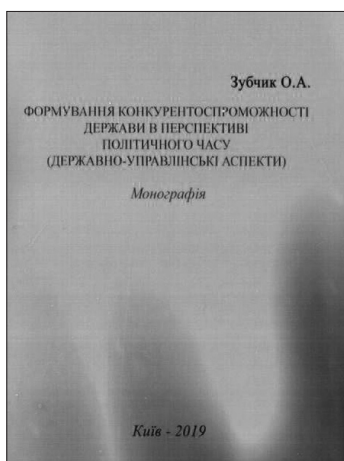 Зубчик О.А.
ФОРМУВАННЯ КОНКУРЕНТОСПРОМОЖНОСТІ
ДЕРЖАВИ В ПЕРСПЕКТИВІ
ПОЛІТИЧНОГО ЧАСУ
(ДЕРЖАВНО-УПРАВЛІНСЬКІ АСПЕКТИ)
Монографія
Київ - 2019